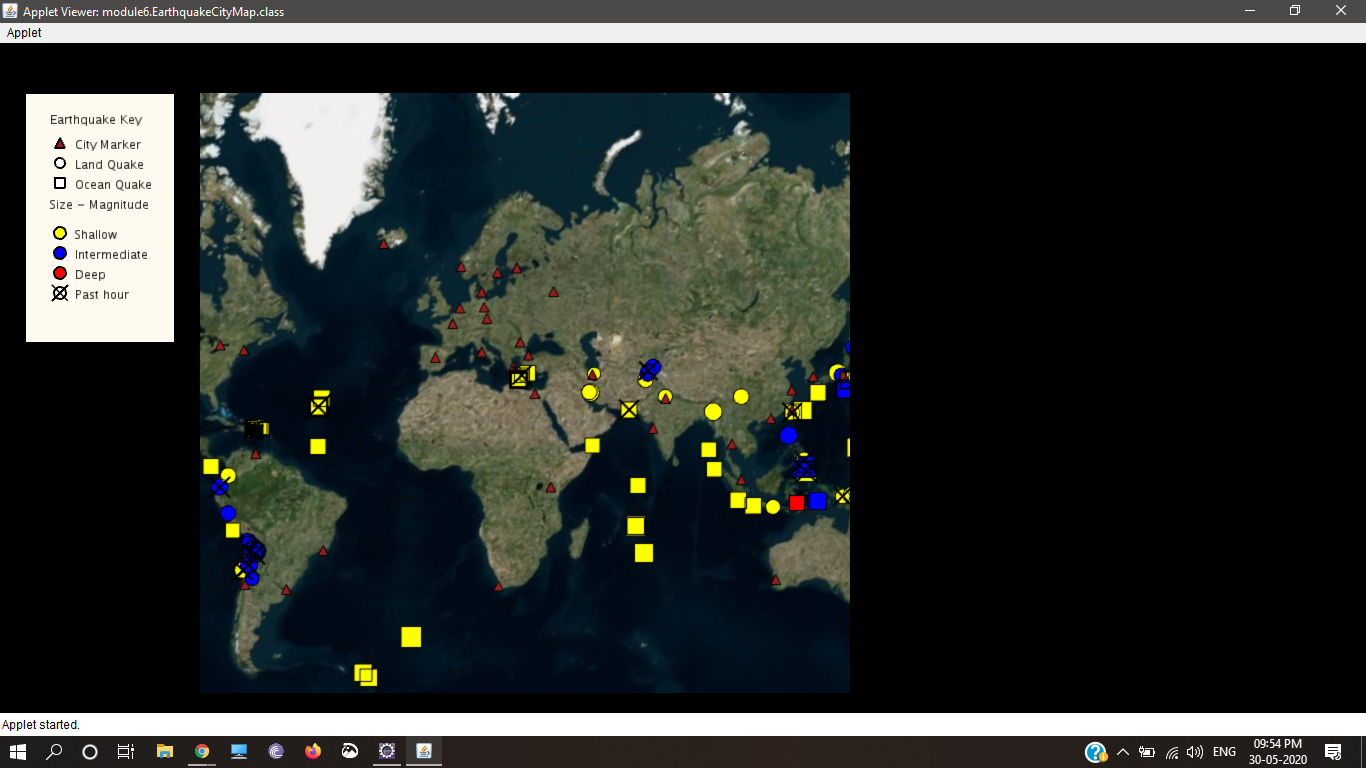 Applet Viewer: module6.EarthquakeCityMap.class
Applet
Earthquake Key
City Marker
Land Quake
Ocean Quake
Size ~ Magnitude
Shallow
Intermediate
Deep
Past hour
Applet started.
ENG
09:54 PM
30-05-2020